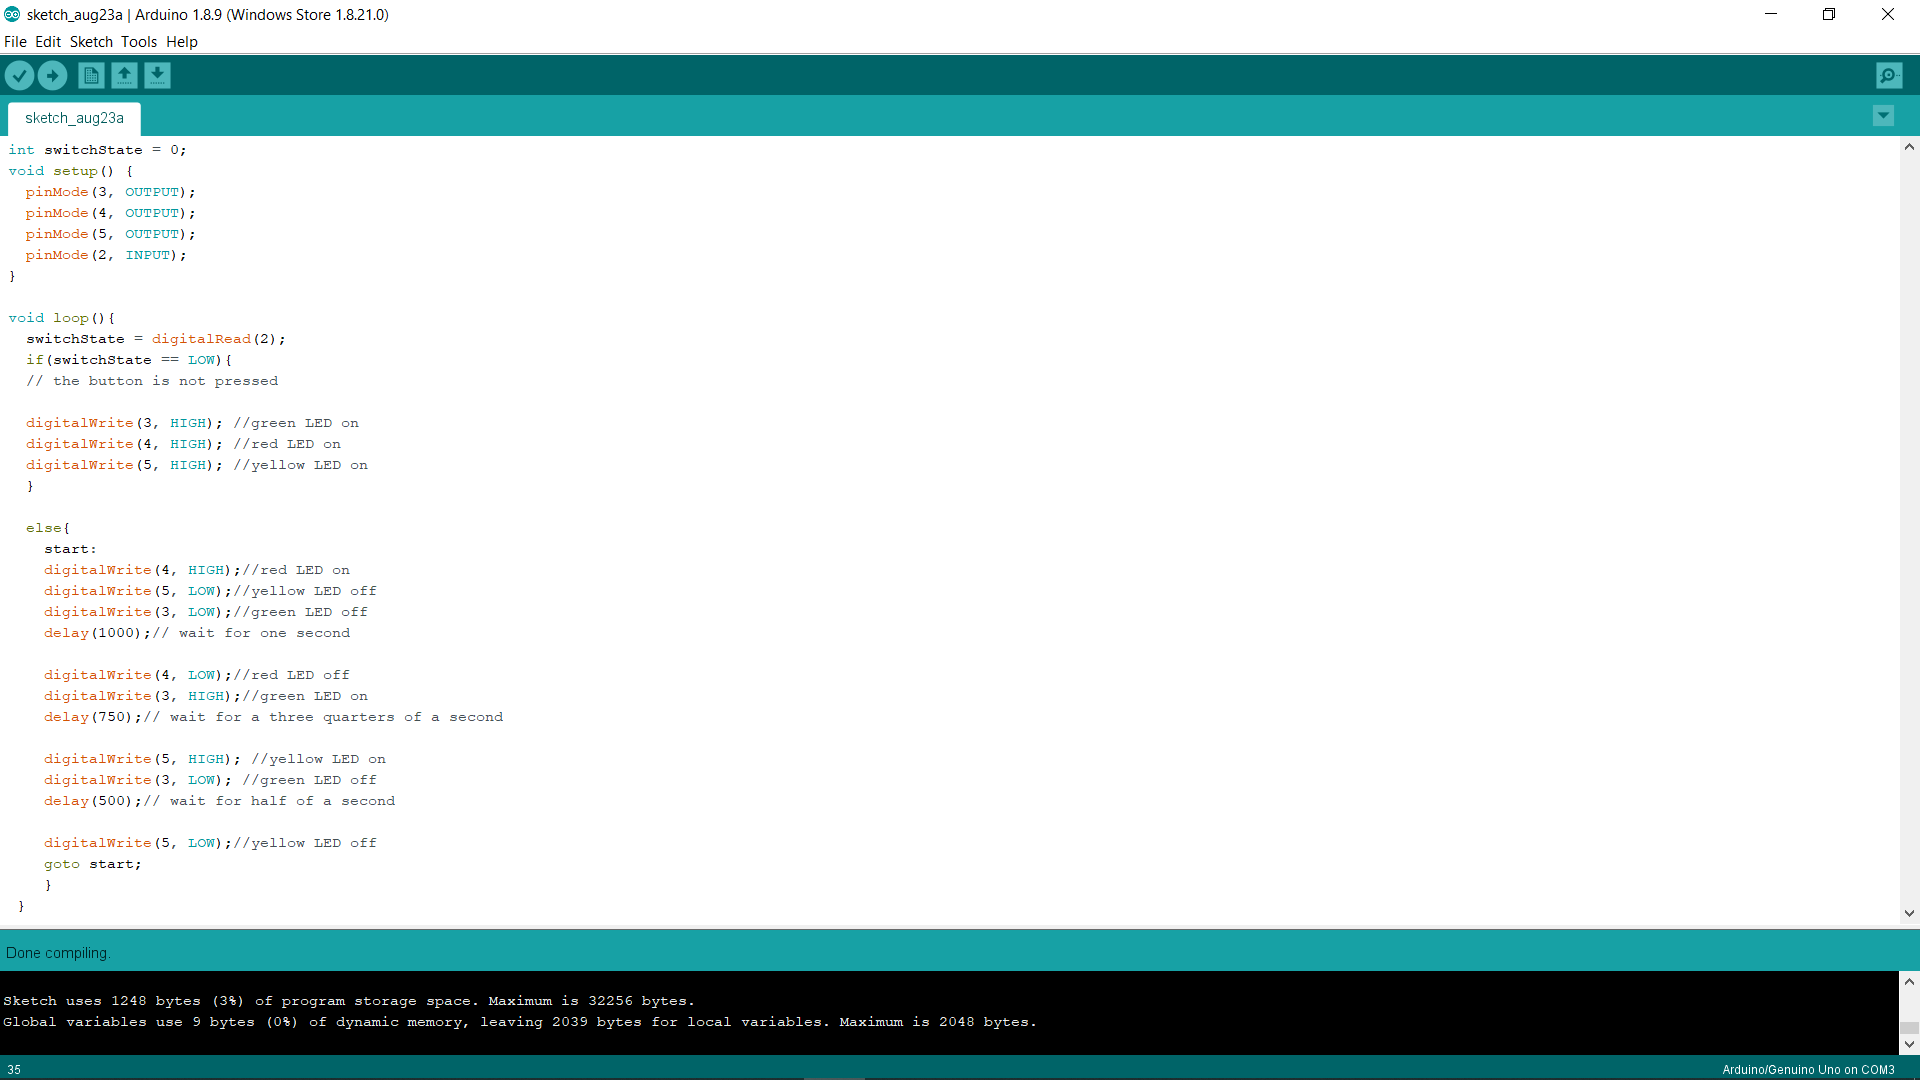 sketch_aug23a | Arduino 1.8.9 (Windows Store 1.8.21.0)
File Edit Sketch Tools Help
sketch_aug23a
int switchState = 0;
void setup() {
  pinMode(3, OUTPUT);
  pinMode(4, OUTPUT);
  pinMode(5, OUTPUT);
  pinMode(2, INPUT);
}
void loop(){
  switchState = digitalRead(2);
  if(switchState == LOW){
  // the button is not pressed
  digitalWrite(3, HIGH); //green LED on
  digitalWrite(4, HIGH); //red LED on
  digitalWrite(5, HIGH); //yellow LED on
  }
  else{
    start:
    digitalWrite(4, HIGH);//red LED on
    digitalWrite(5, LOW);//yellow LED off
    digitalWrite(3, LOW);//green LED off
    delay(1000);// wait for one second
    digitalWrite(4, LOW);//red LED off
    digitalWrite(3, HIGH);//green LED on
    delay(750);// wait for a three quarters of a second
    digitalWrite(5, HIGH); //yellow LED on
    digitalWrite(3, LOW); //green LED off
    delay(500);// wait for half of a second
    digitalWrite(5, LOW);//yellow LED off
    goto start;
    }
 }
Done compiling.
Sketch uses 1248 bytes (3%) of program storage space. Maximum is 32256 bytes.
Global variables use 9 bytes (0%) of dynamic memory, leaving 2039 bytes for local variables. Maximum is 2048 bytes.
35
Arduino/Genuino Uno on COM3